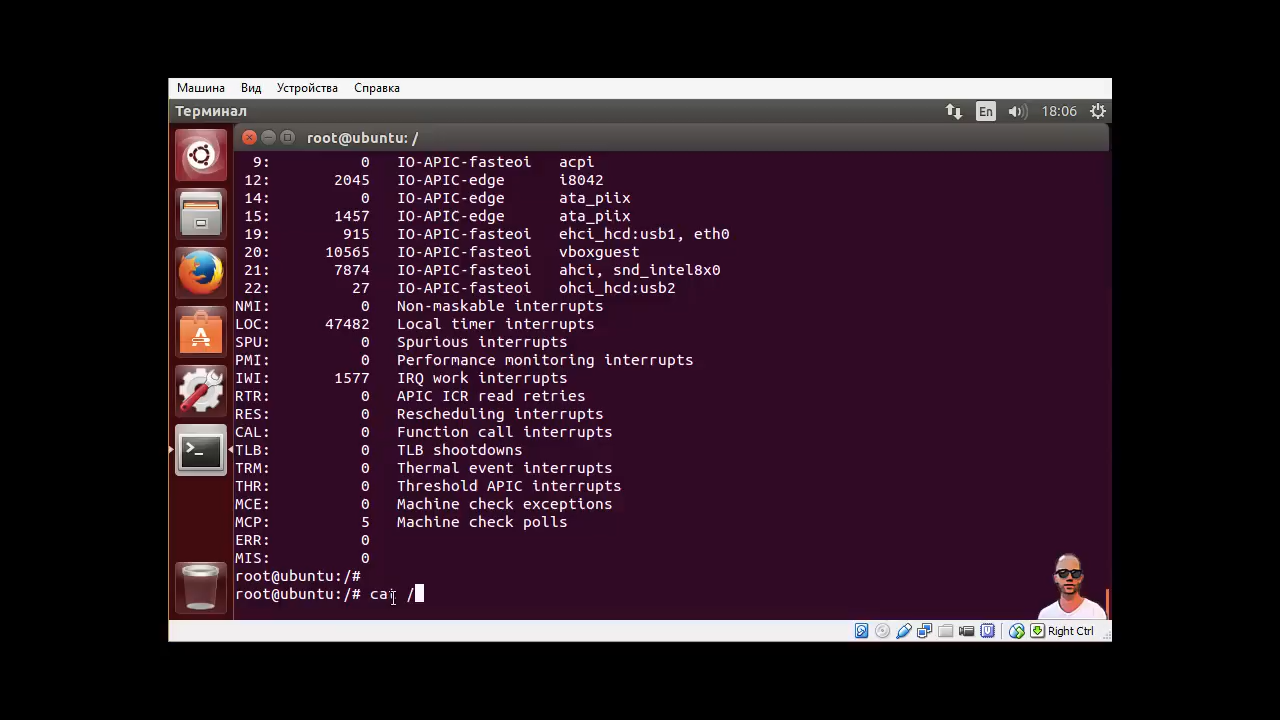 Машина Вид Устройства Справка
Терминал En 18:06
root@ubuntu: /
9: 0 IO-APIC-fasteoi acpi
12: 2045 IO-APIC-edge i8042
14: 0 IO-APIC-edge ata_piix
15: 1457 IO-APIC-edge ata_piix
19: 915 IO-APIC-fasteoi ehci_hcd:usb1, eth0
20: 10565 IO-APIC-fasteoi vboxguest
21: 7874 IO-APIC-fasteoi ahci, snd_intel8x0
22: 27 IO-APIC-fasteoi ohci_hcd:usb2
NMI: 0 Non-maskable interrupts
LOC: 47482 Local timer interrupts
SPU: 0 Spurious interrupts
PMI: 0 Performance monitoring interrupts
IWI: 1577 IRQ work interrupts
RTR: 0 APIC ICR read retries
RES: 0 Rescheduling interrupts
CAL: 0 Function call interrupts
TLB: 0 TLB shootdowns
TRM: 0 Thermal event interrupts
THR: 0 Threshold APIC interrupts
MCE: 0 Machine check exceptions
MCP: 5 Machine check polls
ERR: 0
MIS: 0
root@ubuntu:/#
root@ubuntu:/# cat /
Right Ctrl